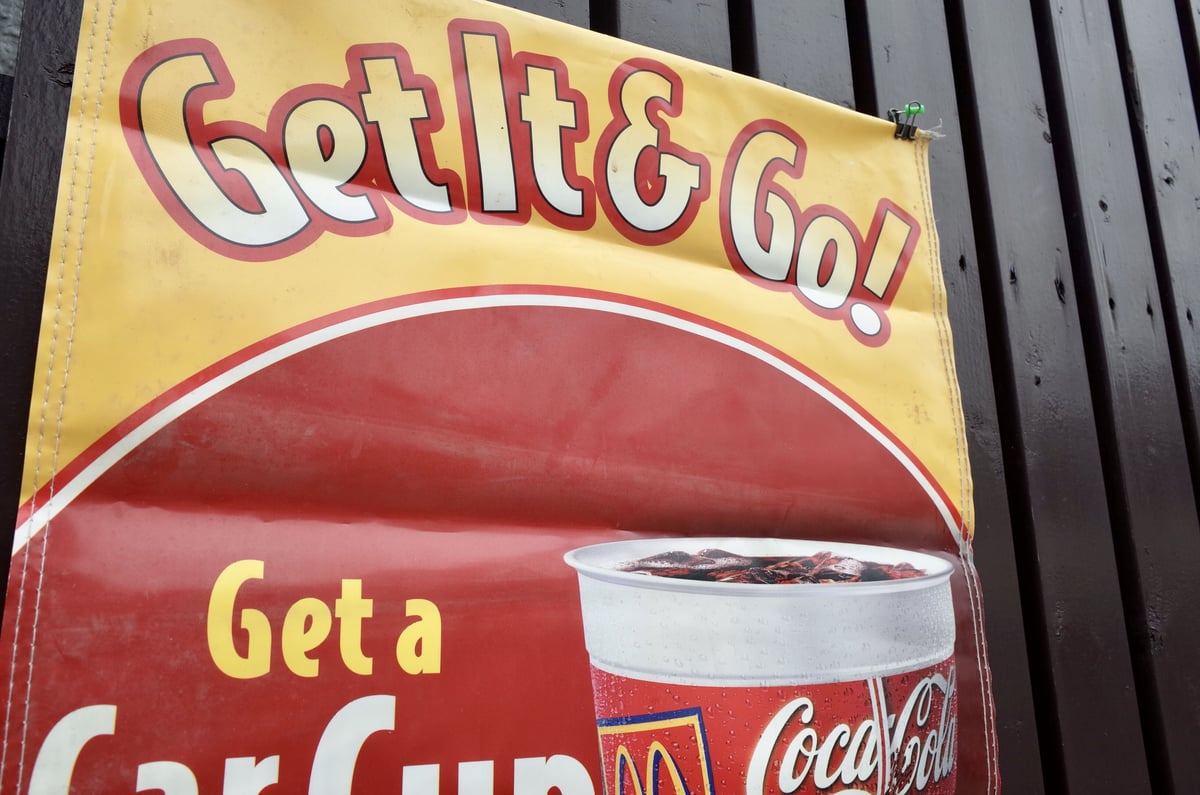 Get It & Go!
Get a
Car Cup
Coca-Cola